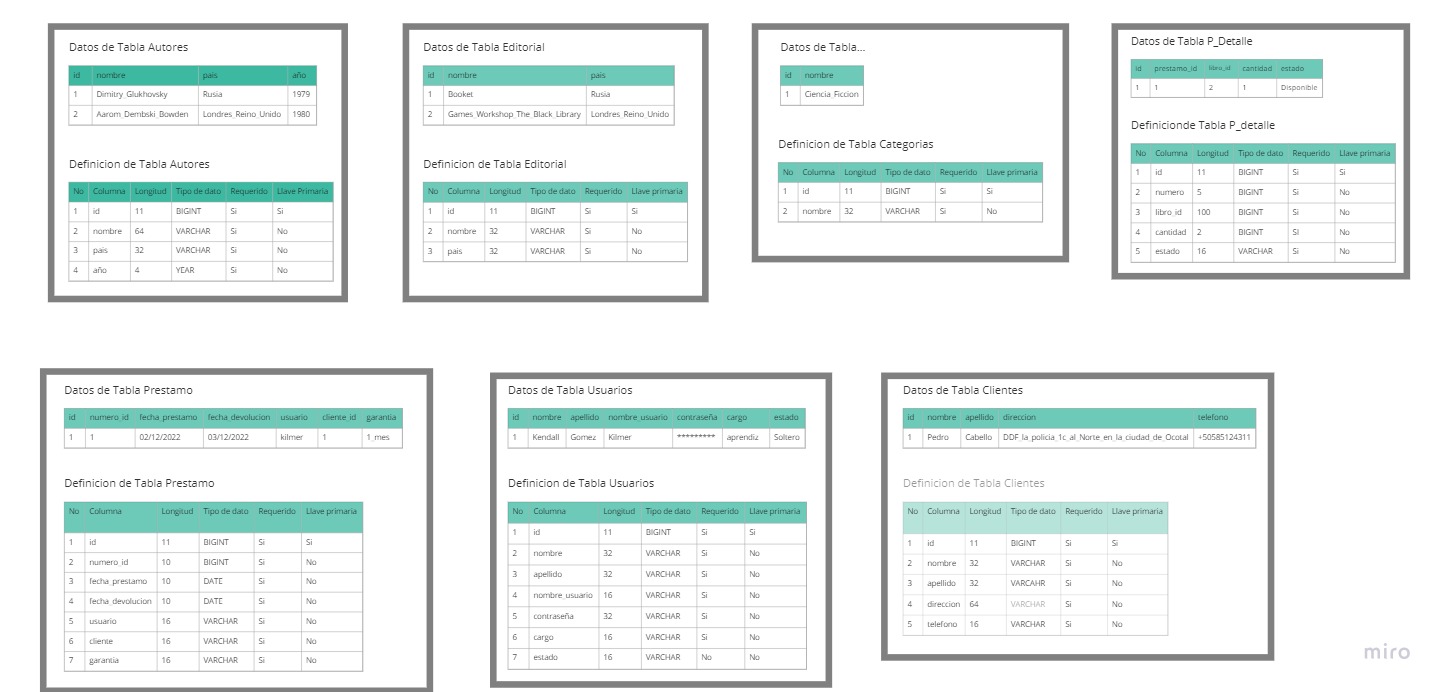 Datos de Tabla Autores
id nombre pais año
1 Dimitry Glukhovsky Rusia 1979
2 Aarom_Dembski_Bowden Londres_Reino_Unido 1980
Definicion de Tabla Autores
No Columna Longitud Tipo de dato Requerido Llave Primaria
1 id 11 BIGINT Si Si
2 nombre 64 VARCHAR Si No
3 pais 32 VARCHAR Si No
4 año 4 YEAR Si No
Datos de Tabla Editorial
id nombre pais
1 Booket Rusia
2 Games_Workshop_The_Black_Library Londres_Reino_Unido
Definicion de Tabla Editorial
No Columna Longitud Tipo de dato Requerido Llave primaria
1 id 11 BIGINT Si Si
2 nombre 32 VARCHAR Si No
3 pais 32 VARCHAR Si No
Datos de Tabla...
id nombre
1 Ciencia_Ficcion
Definicion de Tabla Categorias
No Columna Longitud Tipo de dato Requerido Llave primaria
1 id 11 BIGINT Si Si
2 nombre 32 VARCHAR Si No
Datos de Tabla P_Detalle
id prestamo_id libro_id cantidad estado
1 1 2 1 Disponible
Definicionde Tabla P_detalle
No Columna Longitud Tipo de dato Requerido Llave primaria
1 id 11 BIGINT Si Si
2 numero 5 BIGINT Si No
3 libro_id 100 BIGINT Si No
4 cantidad 2 BIGINT SI No
5 estado 16 VARCHAR Si No
Datos de Tabla Prestamo
id numero_id fecha_prestamo fecha_devolucion usuario cliente_id garantia
1 1 02/12/2022 03/12/2022 kilmer 1 1_mes
Definicion de Tabla Prestamo
No Columna Longitud Tipo de dato Requerido Llave primaria
1 id 11 BIGINT Si Si
2 numero_id 10 BIGINT Si No
3 fecha_prestamo 10 DATE Si No
4 fecha_devolucion 10 DATE Si No
5 usuario 16 VARCHAR Si No
6 cliente 16 VARCHAR Si No
7 garantia 16 VARCHAR Si No
Datos de Tabla Usuarios
id nombre apellido nombre_usuario contraseña cargo estado
1 Kendall Gomez Kilmer ********* aprendiz Soltero
Definicion de Tabla Usuarios
No Columna Longitud Tipo de dato Requerido Llave primaria
1 id 11 BIGINT Si Si
2 nombre 32 VARCHAR Si No
3 apellido 32 VARCHAR Si No
4 nombre_usuario 16 VARCHAR Si No
5 contraseña 32 VARCHAR Si No
6 cargo 16 VARCHAR Si No
7 estado 16 VARCHAR No No
Datos de Tabla Clientes
id nombre apellido direccion telefono
1 Pedro Cabello DDF_la_policia_1c_al_Norte_en_la_ciudad_de_Ocotal +50585124311
Definicion de Tabla Clientes
No Columna Longitud Tipo de dato Requerido Llave primaria
1 id 11 BIGINT Si Si
2 nombre 32 VARCHAR Si No
3 apellido 32 VARCAHR Si No
4 direccion 64 VARCHAR Si No
5 telefono 16 VARCHAR Si No
miro